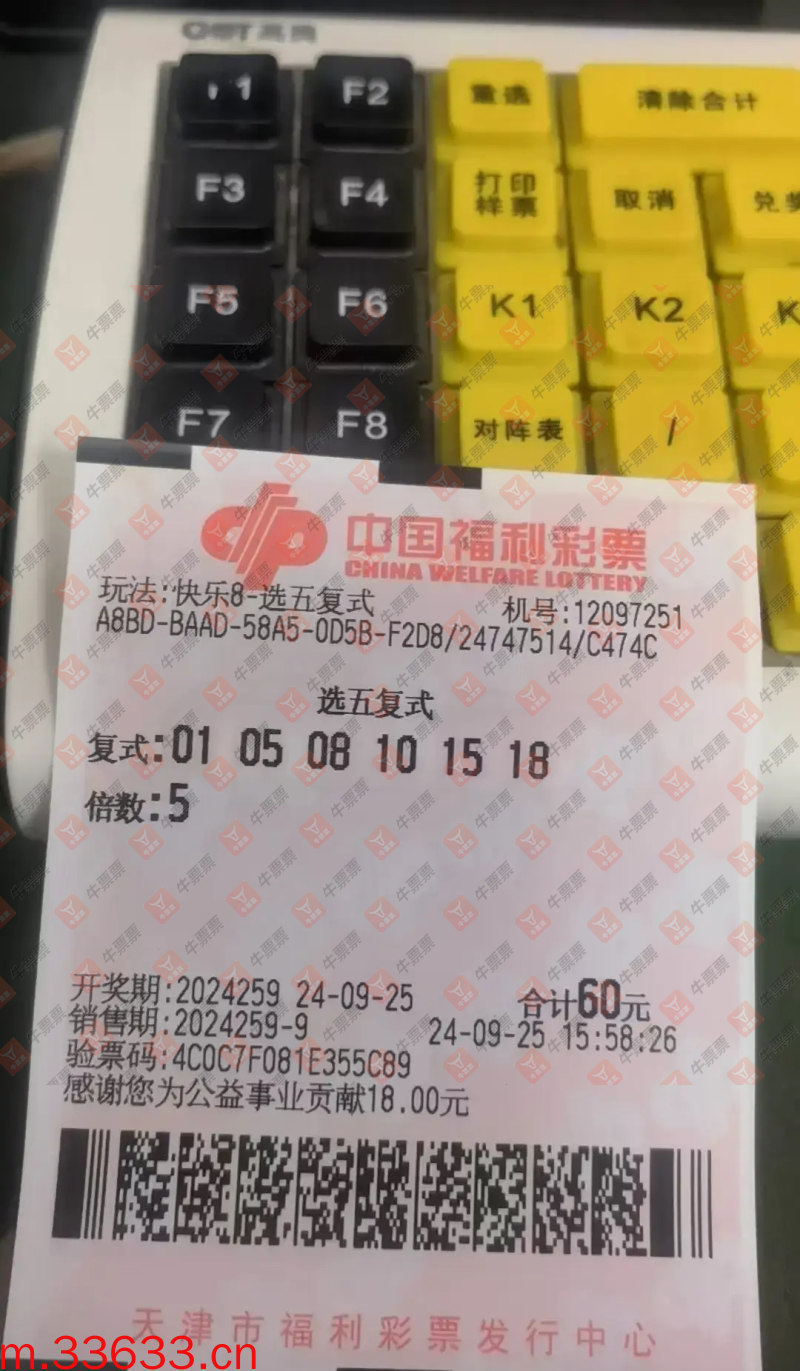 F2 重选 清除合计
F3 F4 打印样票 取消
F5 F6 K1 K2
F7 F8 对阵表 /
中国福利彩票
CHINA WELFARE LOTTERY
玩法:快乐8-选五复式 机号:12097251
A8BD-BAAD-58A5-0D5B-F2D8/24747514/C474C
选五复式
复式:01 05 08 10 15 18
倍数:5
开奖期:2024259 24-09-25 合计60元
销售期:2024259-9 24-09-25 15:58:26
验票码:4C0C7F081E355C89
感谢您为公益事业贡献18.00元
天津市福利彩票发行中心
m.33633.cn
牛票票